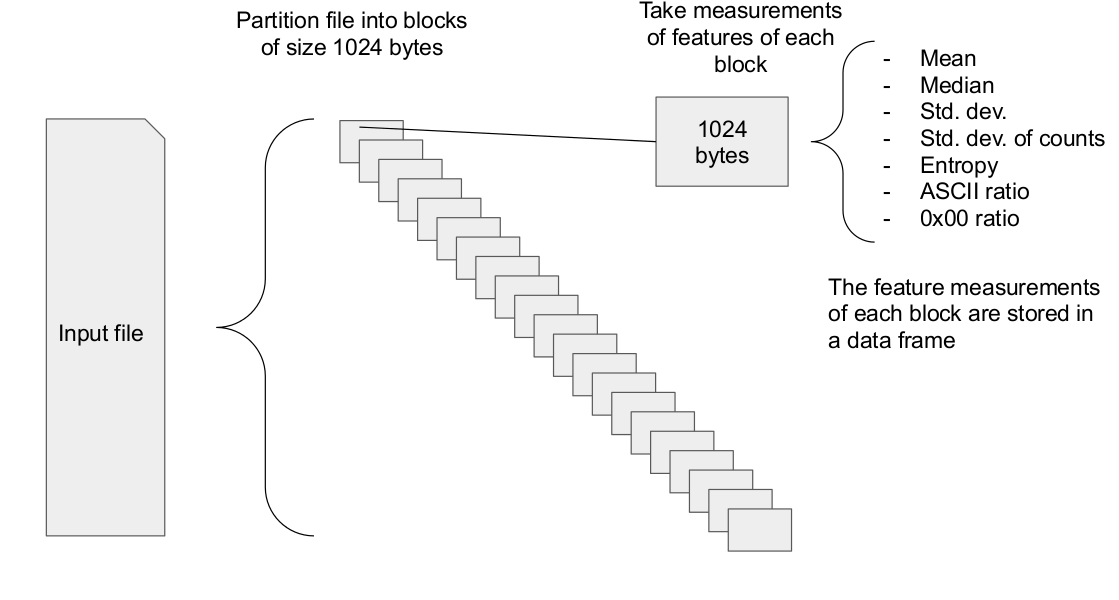 Partition file into blocks
of size 1024 bytes
Take measurements
of features of each
block
Input file
1024
bytes
- Mean
- Median
- Std. dev.
- Std. dev. of counts
- Entropy
- ASCII ratio
- 0x00 ratio
The feature measurements
of each block are stored in
a data frame